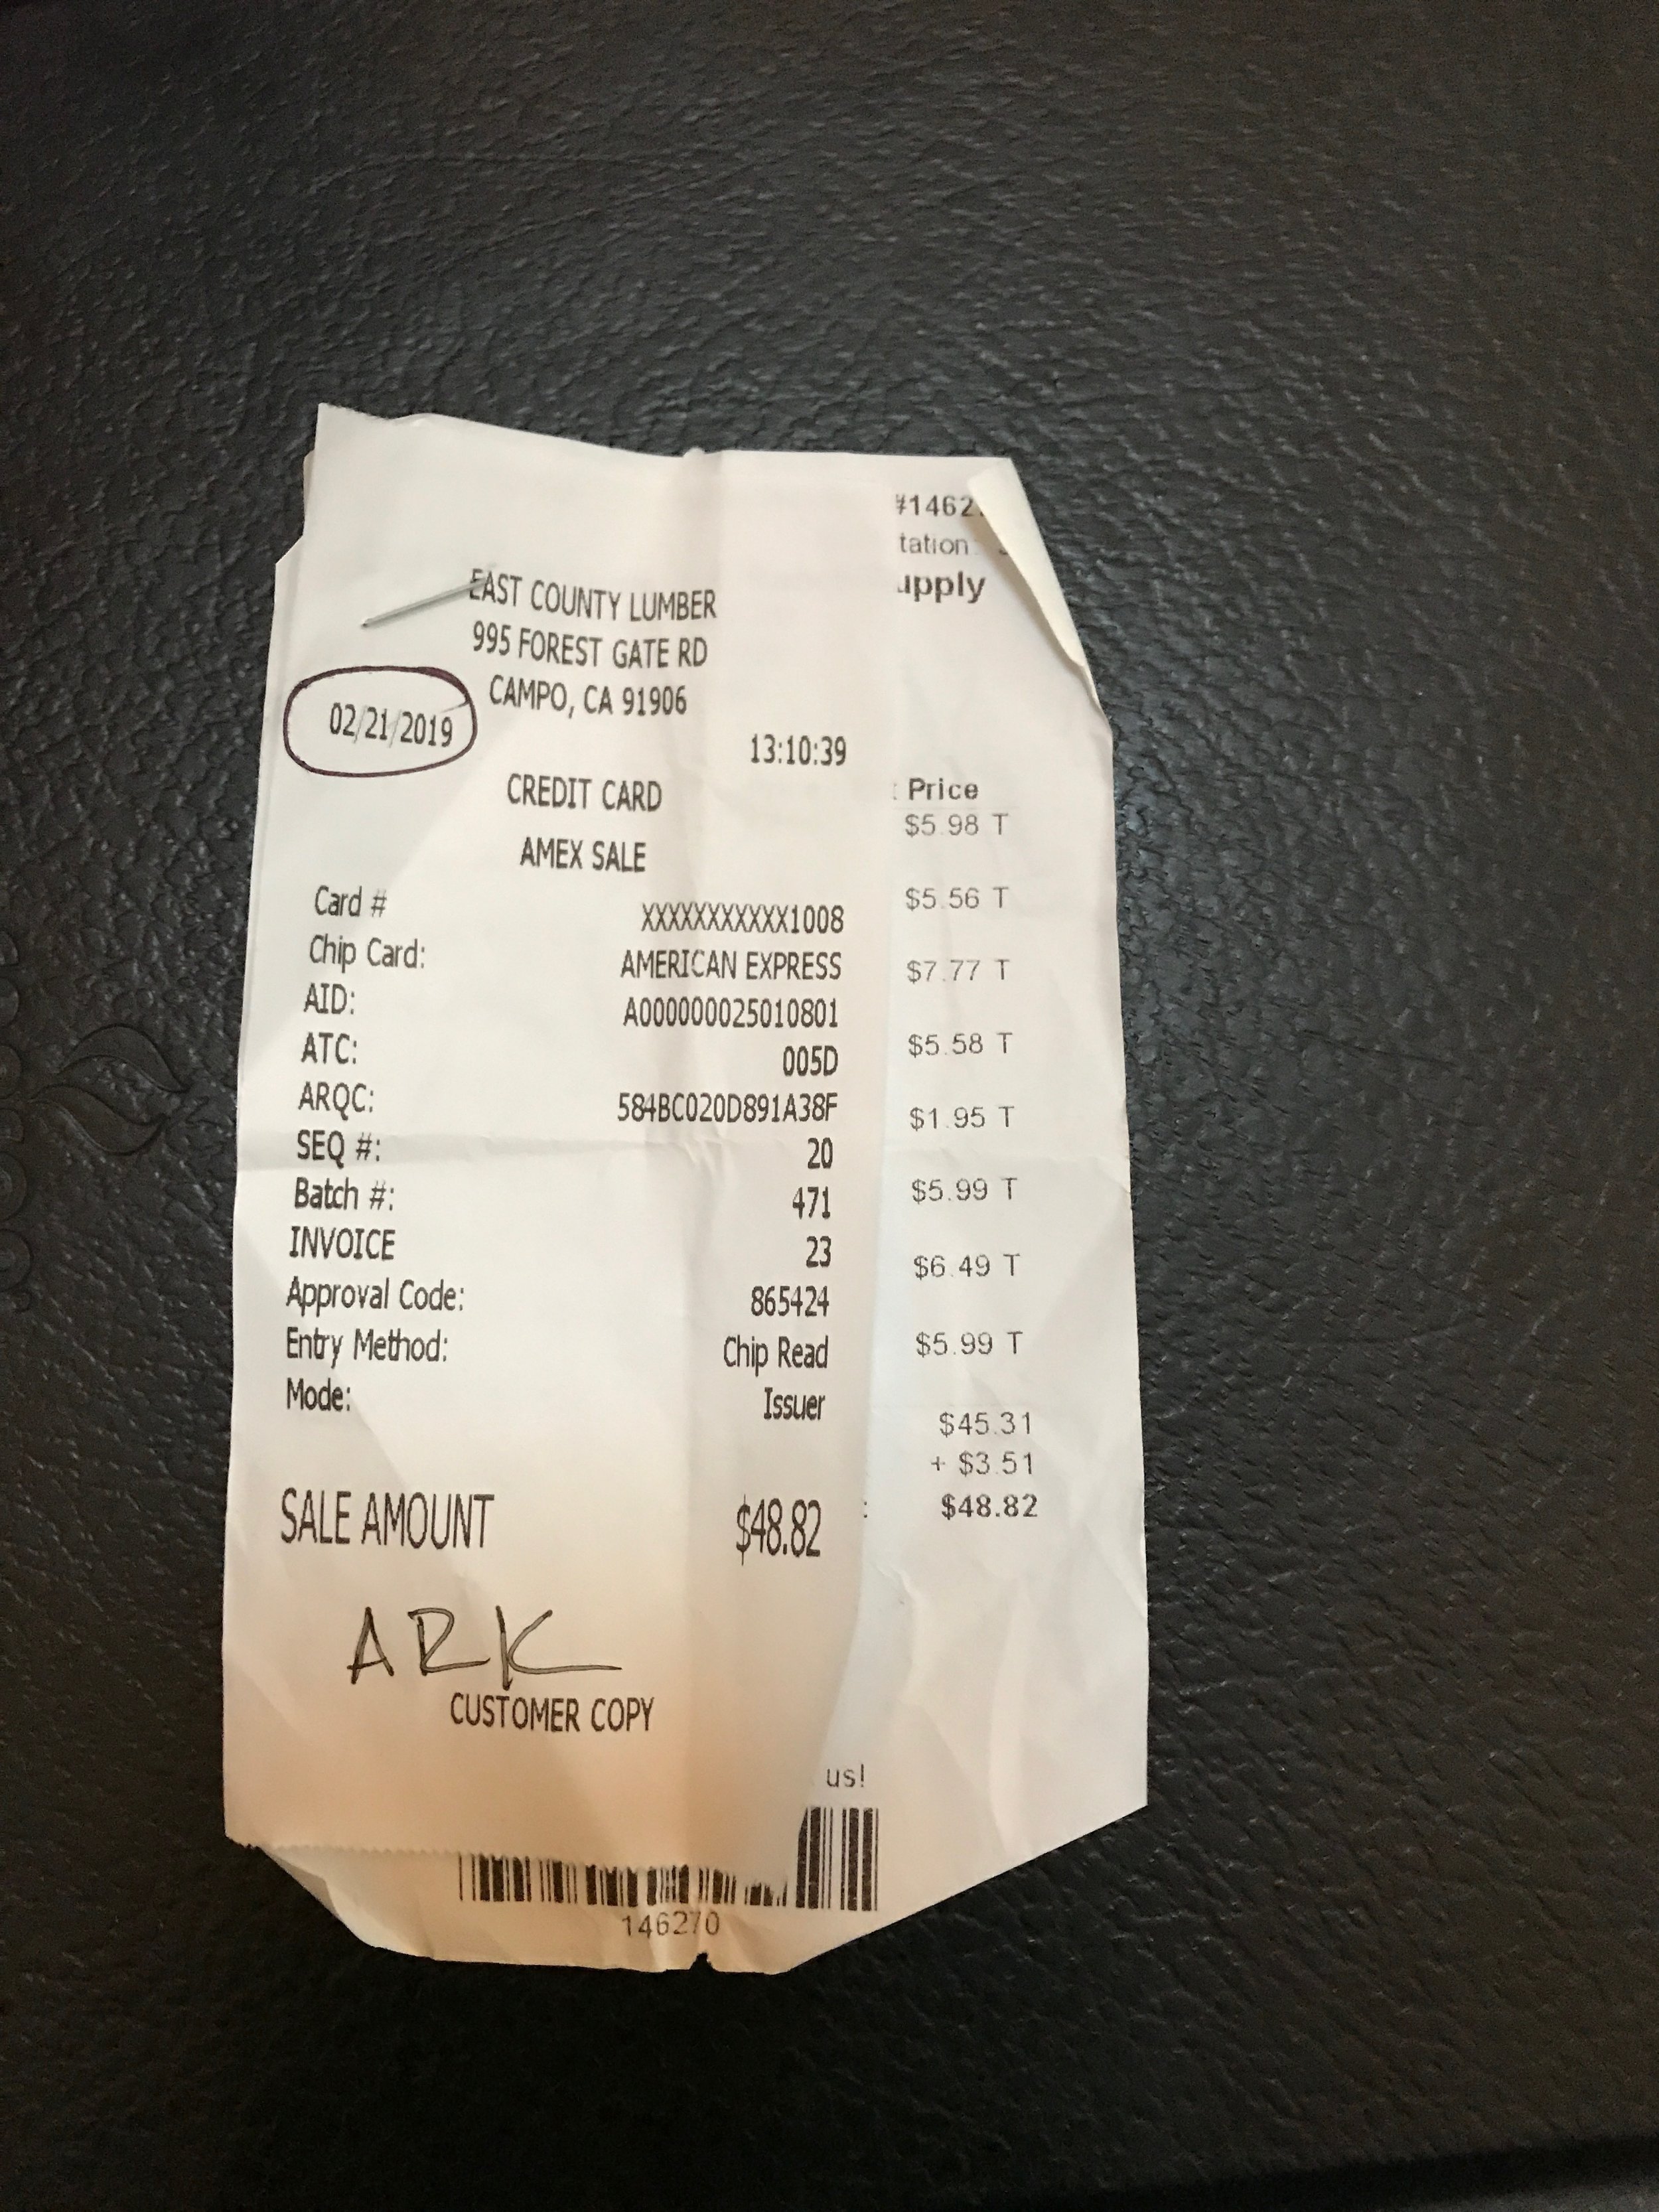 #1462
tation:
upply
EAST COUNTY LUMBER
995 FOREST GATE RD
CAMPO, CA 91906
02/21/2019
13:10:39
CREDIT CARD
AMEX SALE
Card # XXXXXXXXXXX1008
Chip Card: AMERICAN EXPRESS
AID: A000000025010801
ATC: 005D
ARQC: 584BC020D891A38F
SEQ #: 20
Batch #: 471
INVOICE 23
Approval Code: 865424
Entry Method: Chip Read
Mode: Issuer
SALE AMOUNT $48.82
ARK
CUSTOMER COPY
: Price
$5.98 T
$5.56 T
$7.77 T
$5.58 T
$1.95 T
$5.99 T
$6.49 T
$5.99 T
$45.31
+ $3.51
: $48.82
us!
146270